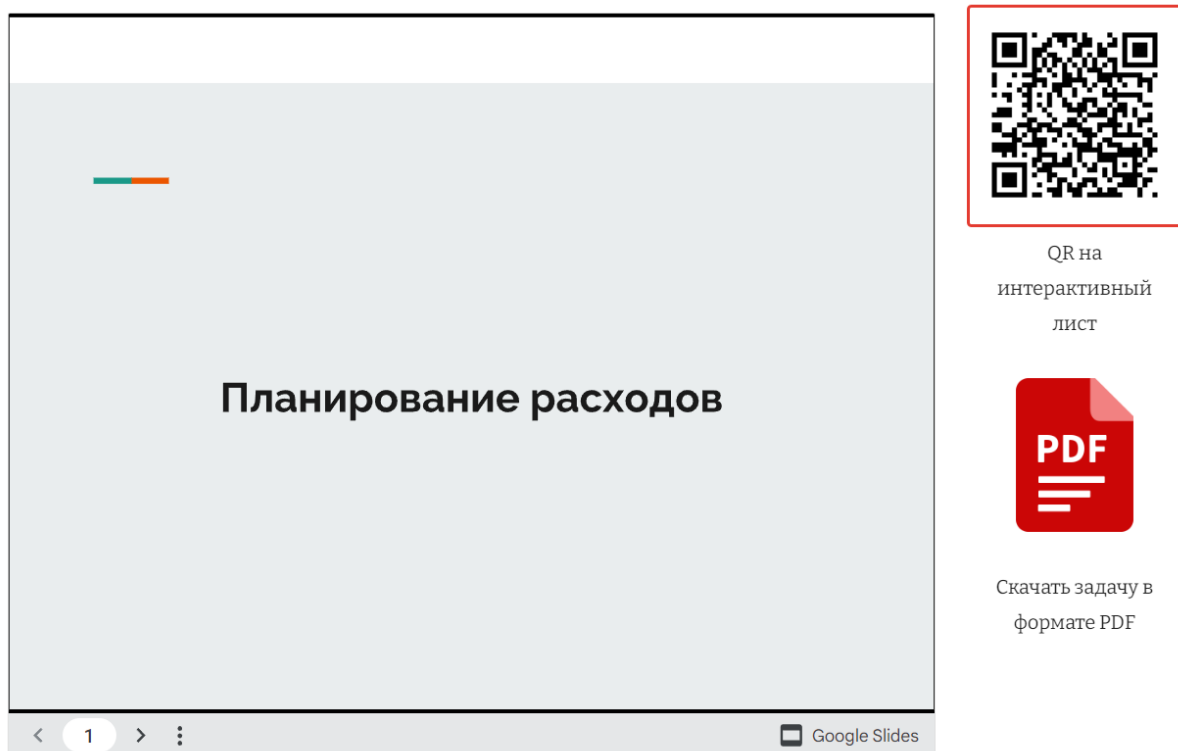 Планирование расходов
1
Google Slides
QR на
интерактивный
лист
PDF
Скачать задачу в
формате PDF